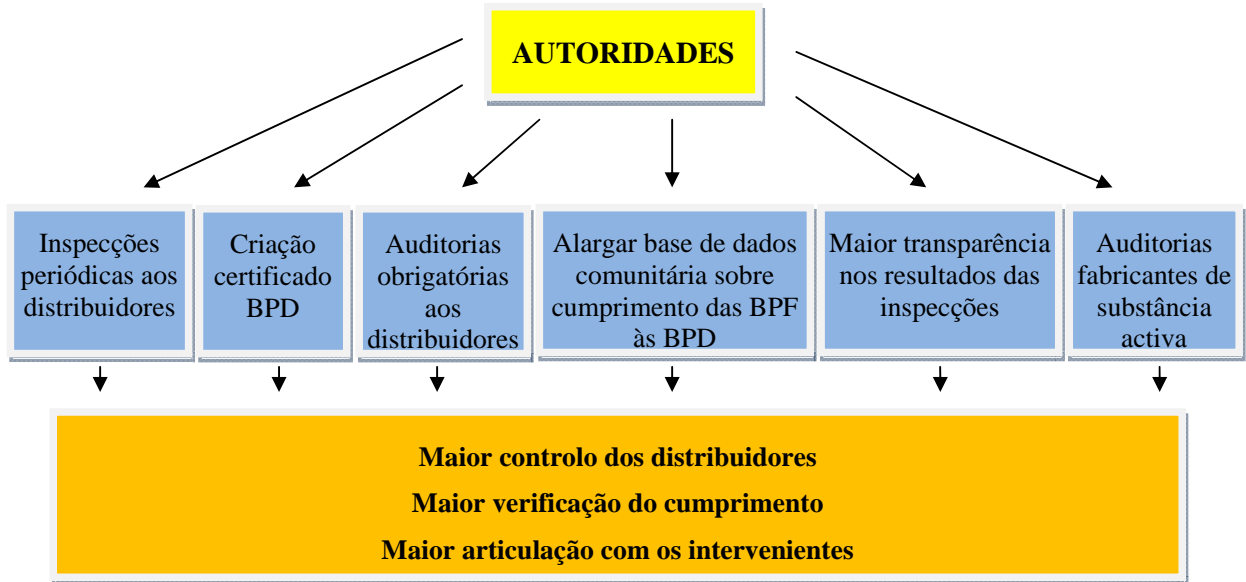 AUTORIDADES
Inspecções
periódicas aos
distribuidores
Criação
certificado
BPD
Auditorias
obrigatórias
aos
distribuidores
Alargar base de dados
comunitária sobre
cumprimento das BPF
às BPD
Maior transparência
nos resultados das
inspecções
Auditorias
fabricantes de
substância
activa
Maior controlo dos distribuidores
Maior verificação do cumprimento
Maior articulação com os intervenientes